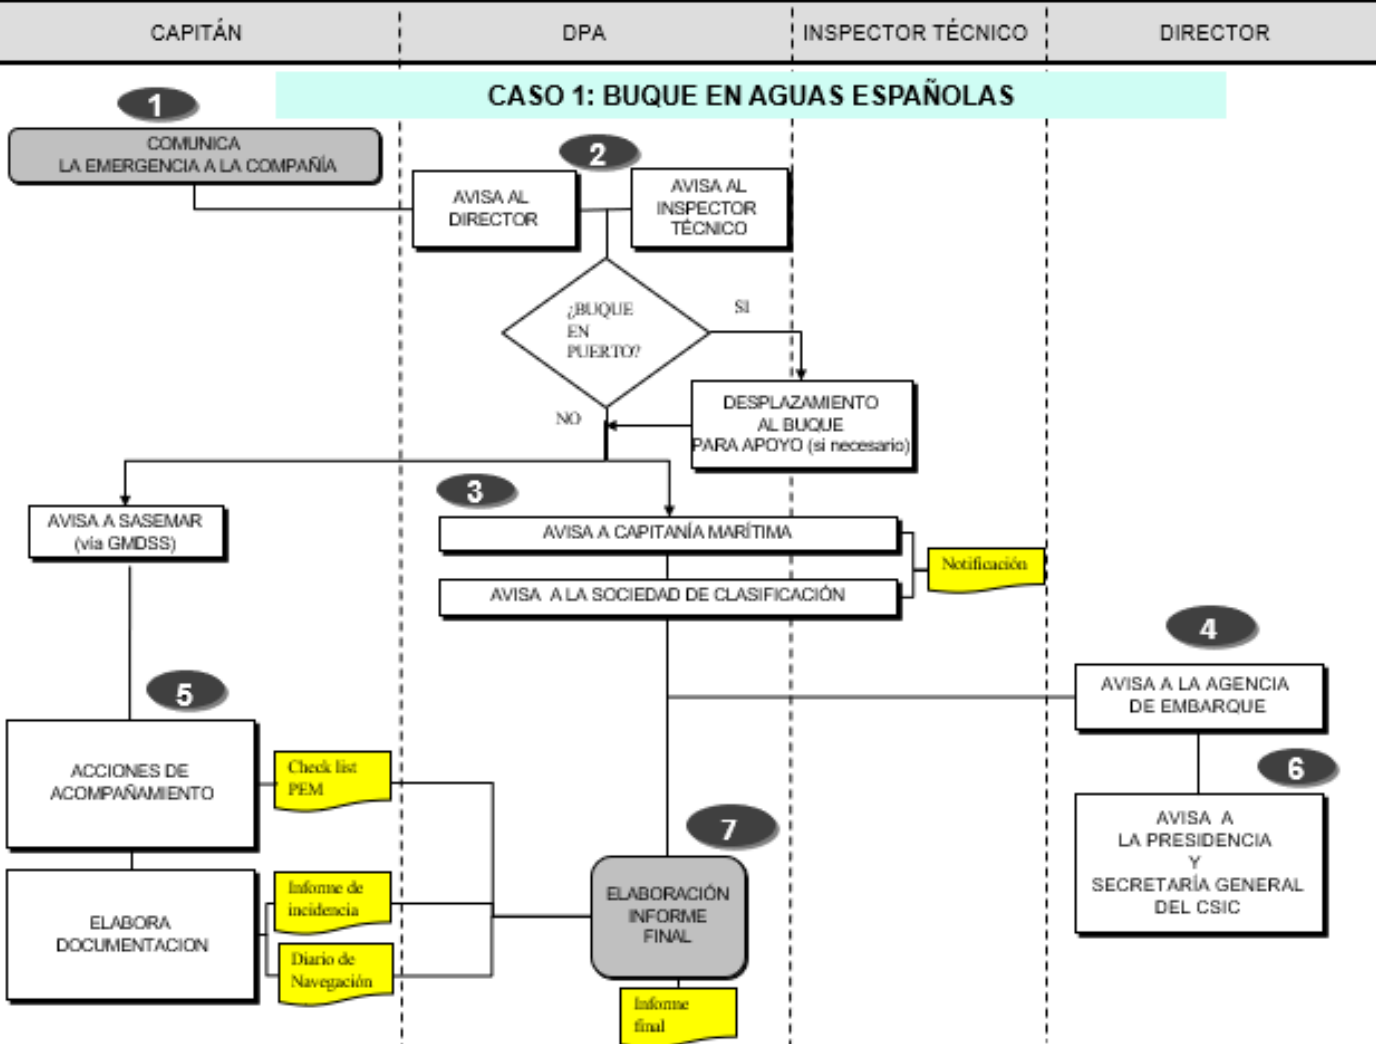 CAPITÁN
DPA
INSPECTOR TÉCNICO
DIRECTOR
CASO 1: BUQUE EN AGUAS ESPAÑOLAS
1
COMUNICA
LA EMERGENCIA A LA COMPAÑÍA
2
AVISA AL
DIRECTOR
AVISA AL
INSPECTOR
TÉCNICO
¿BUQUE
EN
PUERTO?
SI
NO
DESPLAZAMIENTO
AL BUQUE
PARA APOYO (si necesario)
3
AVISA A SASEMAR
(vía GMDSS)
AVISA A CAPITANÍA MARÍTIMA
AVISA A LA SOCIEDAD DE CLASIFICACIÓN
Notificación
4
AVISA A LA AGENCIA
DE EMBARQUE
5
ACCIONES DE
ACOMPAÑAMIENTO
Check list
PEM
6
AVISA A
LA PRESIDENCIA
Y
SECRETARÍA GENERAL
DEL CSIC
7
ELABORACIÓN
INFORME
FINAL
ELABORA
DOCUMENTACION
Informe de
incidencia
Diario de
Navegación
Informe
final